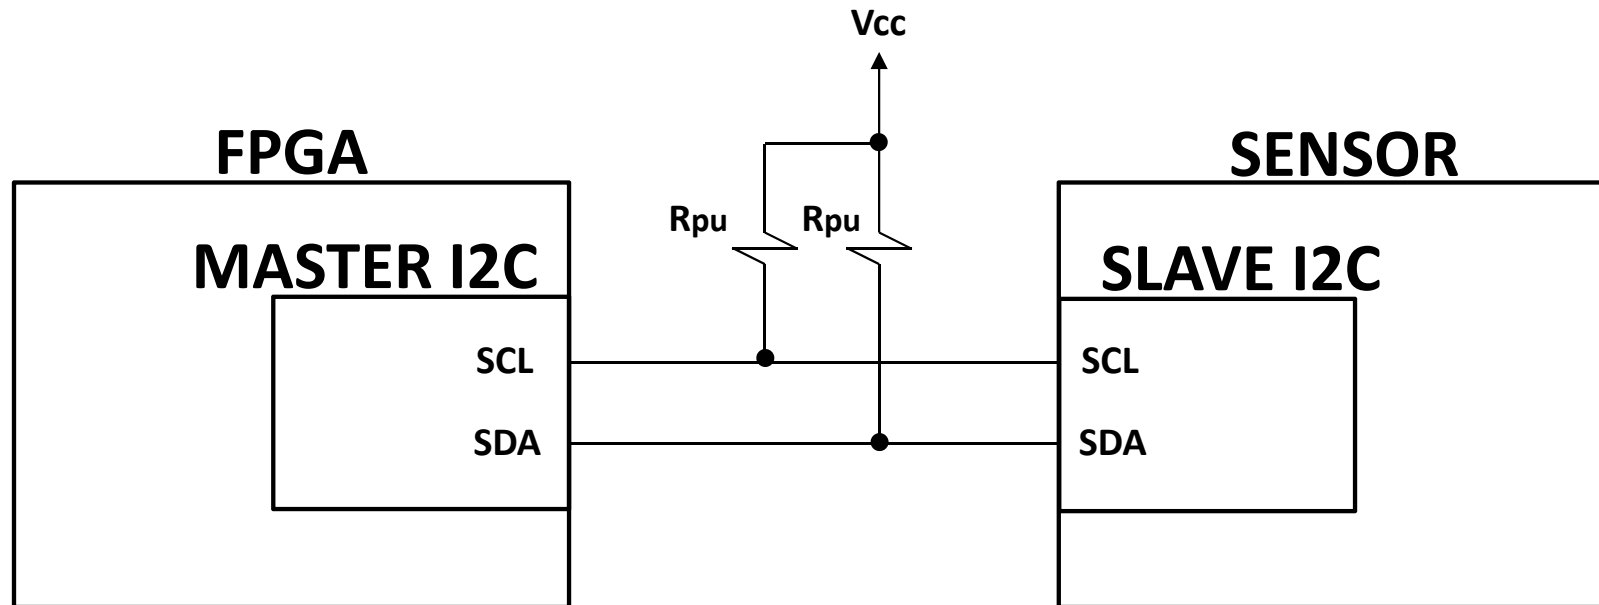 Vcc
FPGA
SENSOR
Rpu
Rpu
MASTER I2C
SLAVE I2C
SCL
SCL
SDA
SDA